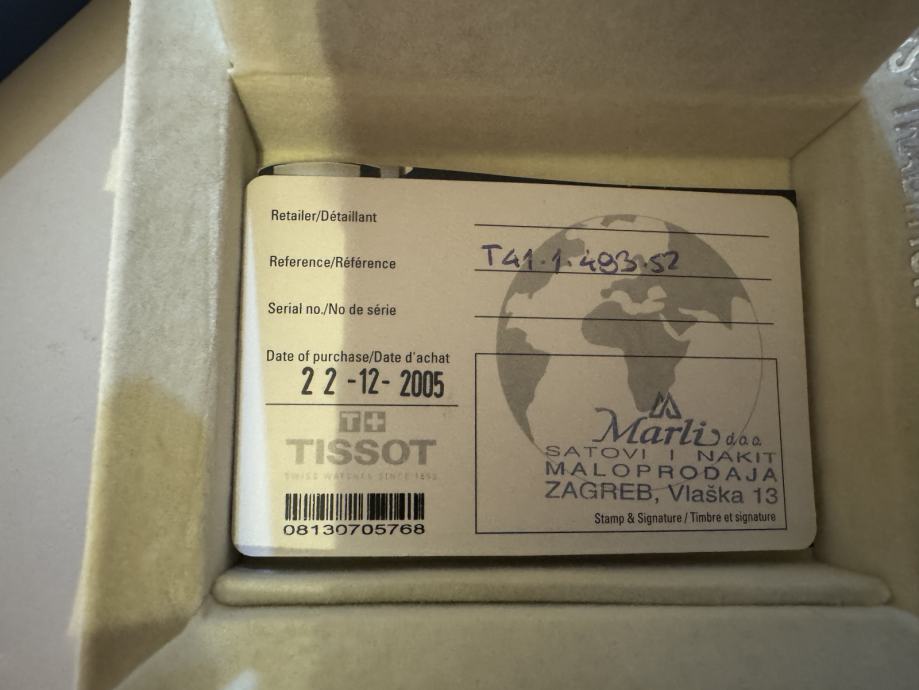 Retailer/Détaillant
Reference/Référence T41.1.483.52
Serial no./No de série
Date of purchase/Date d'achat
22-12-2005
T+
TISSOT
SWISS WATCHES SINCE 1853
08130705768
Marli d.o.o.
SATOVI I NAKIT
MALOPRODAJA
ZAGREB, Vlaška 13
Stamp & Signature / Timbre et signature